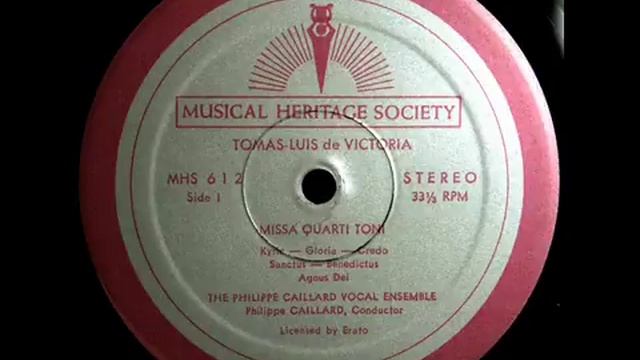 MUSICAL HERITAGE SOCIETY
TOMAS-LUIS de VICTORIA
MHS 612 STEREO
Side 1 33⅓ RPM
MISSA QUARTI TONI
Kyrie — Gloria — Credo
Sanctus — Benedictus
Agnus Dei
THE PHILIPPE CAILLARD VOCAL ENSEMBLE
Philippe CAILLARD, Conductor
Licensed by Erato